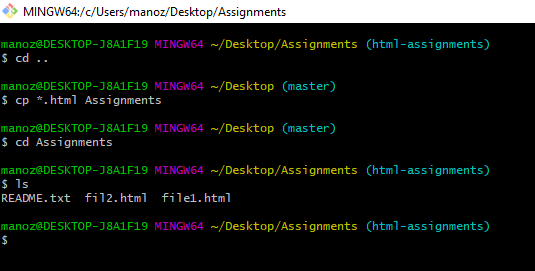 MINGW64:/c/Users/manoz/Desktop/Assignments
manoz@DESKTOP-J8A1F19 MINGW64 ~/Desktop/Assignments (html-assignments)
$ cd ..
manoz@DESKTOP-J8A1F19 MINGW64 ~/Desktop (master)
$ cp *.html Assignments
manoz@DESKTOP-J8A1F19 MINGW64 ~/Desktop (master)
$ cd Assignments
manoz@DESKTOP-J8A1F19 MINGW64 ~/Desktop/Assignments (html-assignments)
$ ls
README.txt  fil2.html  file1.html
manoz@DESKTOP-J8A1F19 MINGW64 ~/Desktop/Assignments (html-assignments)
$